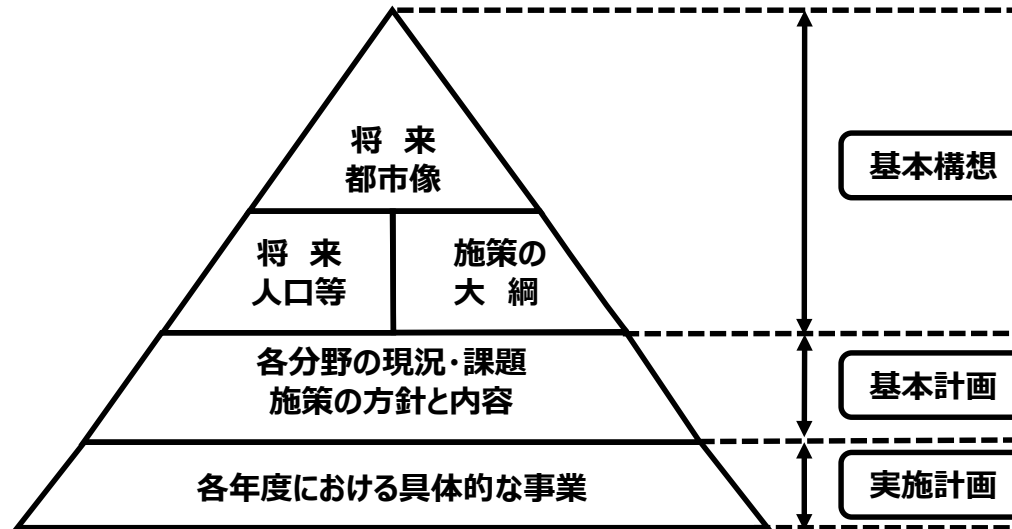 将 来
都市像
基本構想
将 来
人口等
施策の
大 綱
各分野の現況・課題
施策の方針と内容
基本計画
各年度における具体的な事業
実施計画